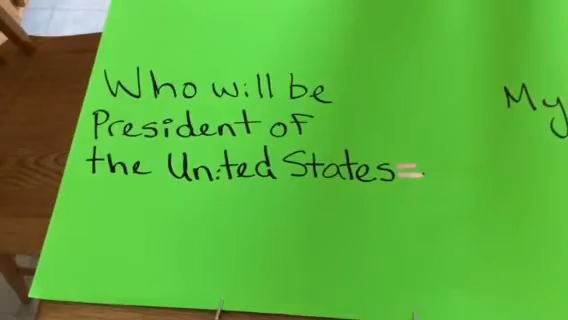 Who will be
President of
the United States
My